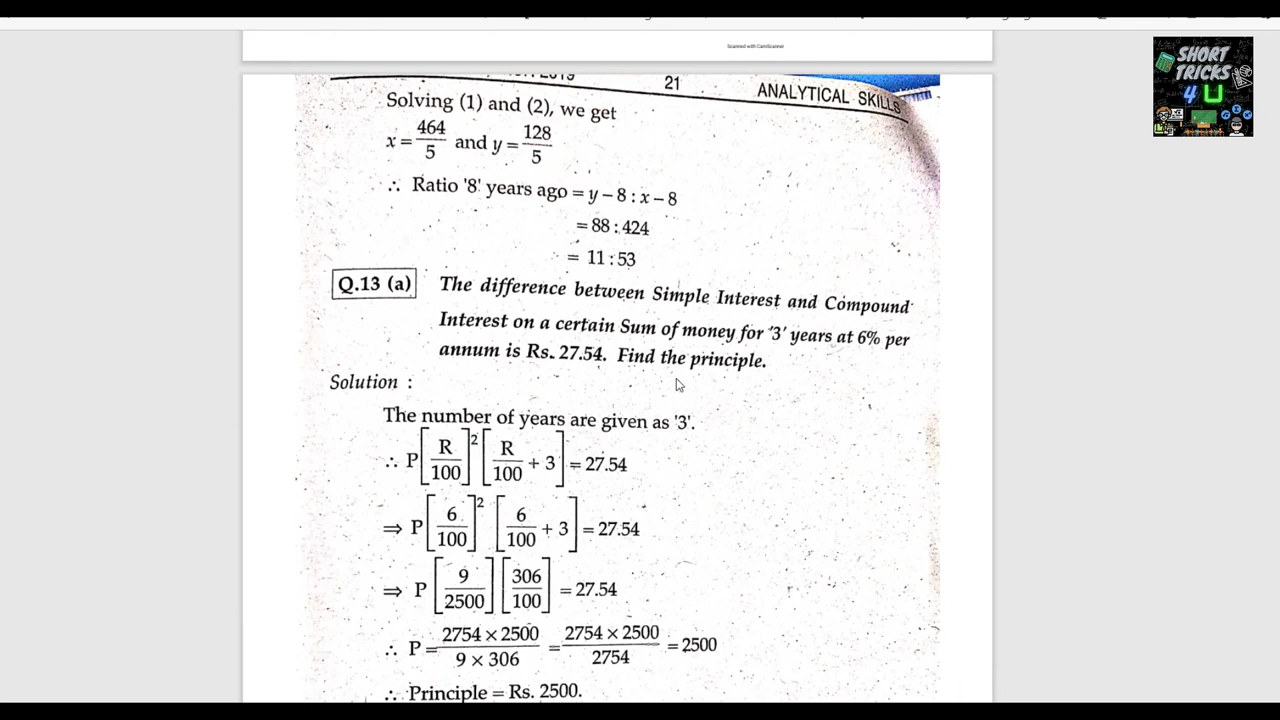 Scanned with CamScanner
SHORT
TRICKS
4 U
21 ANALYTICAL SKILLS
Solving (1) and (2), we get
x = 464/5 and y = 128/5
∴ Ratio '8' years ago = y – 8 : x – 8
= 88 : 424
= 11 : 53
Q.13 (a) The difference between Simple Interest and Compound
Interest on a certain Sum of money for '3' years at 6% per
annum is Rs. 27.54. Find the principle.
Solution :
The number of years are given as '3'.
∴ P[R/100]² [R/100 + 3] = 27.54
⇒ P[6/100]² [6/100 + 3] = 27.54
⇒ P [9/2500] [306/100] = 27.54
∴ P = 2754 × 2500/9 × 306 = 2754 × 2500/2754 = 2500
∴ Principle = Rs. 2500.